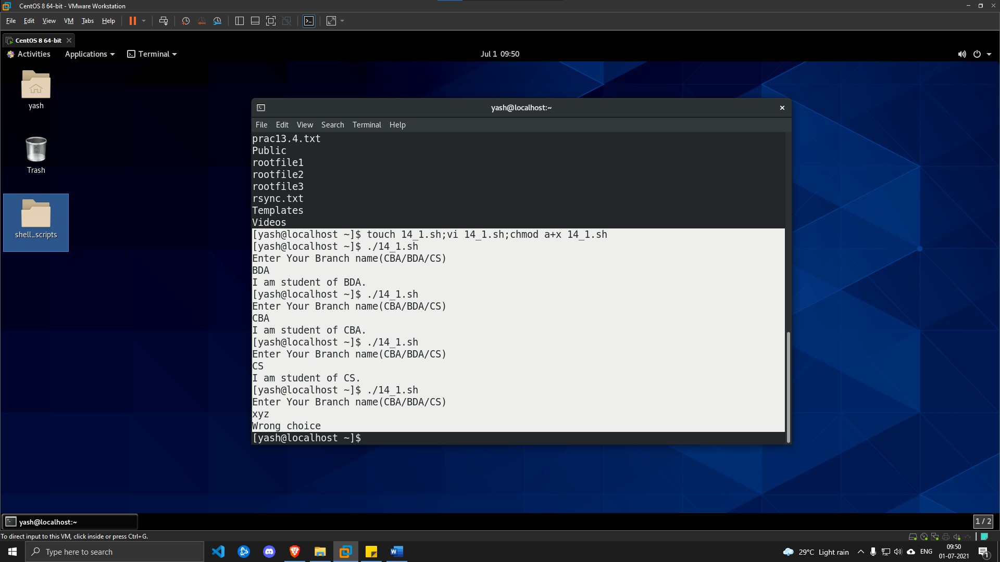 CentOS 8 64-bit - VMware Workstation
File Edit View VM Tabs Help
CentOS 8 64-bit
Activities Applications Terminal Jul 1 09:50
yash
Trash
shell_scripts
yash@localhost:~
File Edit View Search Terminal Help
prac13.4.txt
Public
rootfile1
rootfile2
rootfile3
rsync.txt
Templates
Videos
[yash@localhost ~]$ touch 14_1.sh;vi 14_1.sh;chmod a+x 14_1.sh
[yash@localhost ~]$ ./14_1.sh
Enter Your Branch name(CBA/BDA/CS)
BDA
I am student of BDA.
[yash@localhost ~]$ ./14_1.sh
Enter Your Branch name(CBA/BDA/CS)
CBA
I am student of CBA.
[yash@localhost ~]$ ./14_1.sh
Enter Your Branch name(CBA/BDA/CS)
CS
I am student of CS.
[yash@localhost ~]$ ./14_1.sh
Enter Your Branch name(CBA/BDA/CS)
xyz
Wrong choice
[yash@localhost ~]$
yash@localhost:~
1 / 2
To direct input to this VM, click inside or press Ctrl+G.
Type here to search
29°C Light rain
ENG
09:50
01-07-2021
1